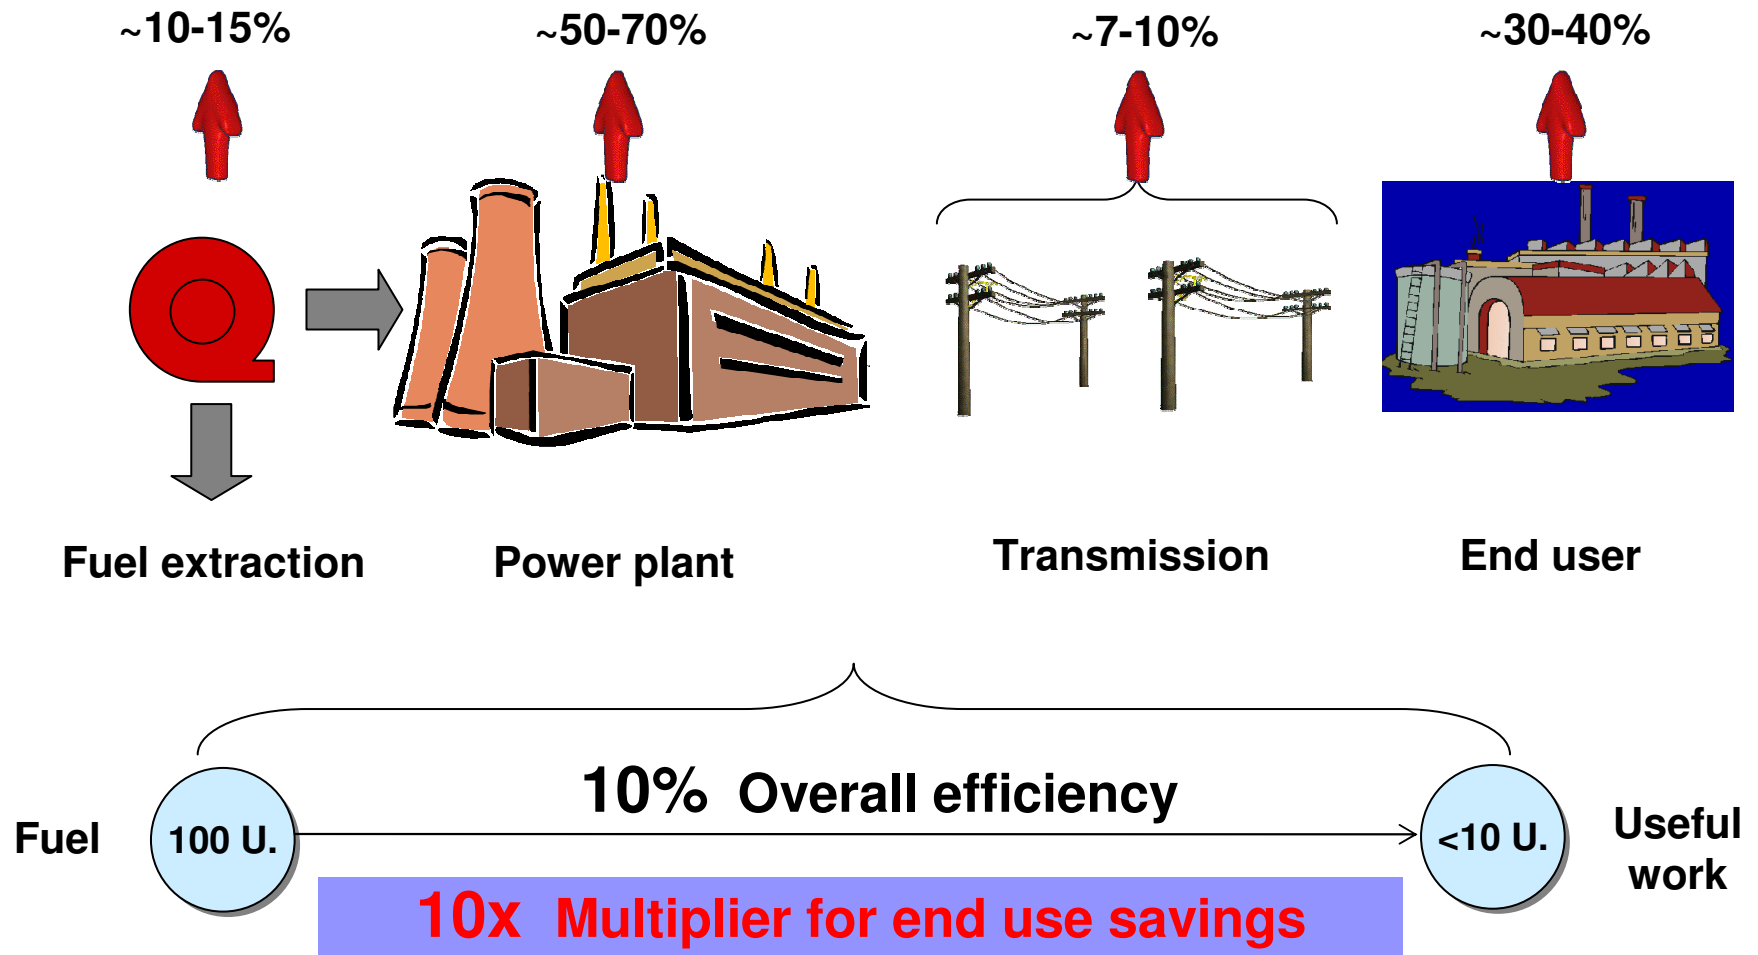 ~10-15%
~50-70%
~7-10%
~30-40%
Fuel extraction
Power plant
Transmission
End user
10% Overall efficiency
Fuel
100 U.
<10 U.
Useful
work
10x Multiplier for end use savings